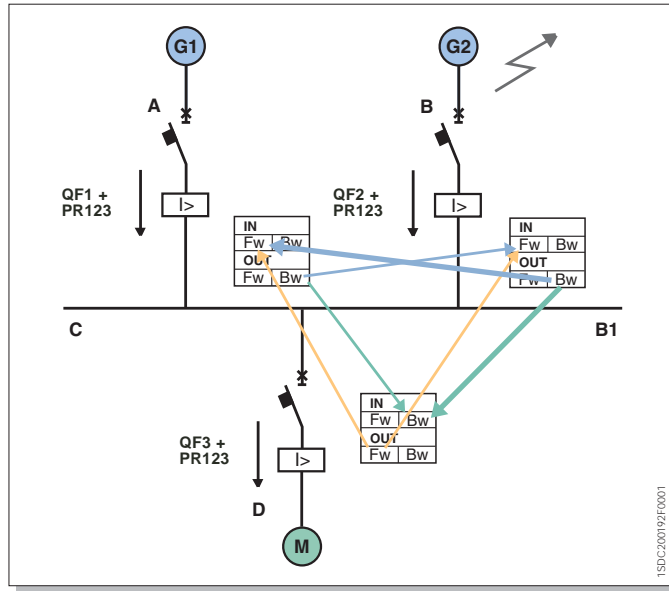 G1
G2
A
B
QF1 +
PR123
I>
QF2 +
PR123
I>
IN
Fw Bw
OUT
Fw Bw
IN
Fw Bw
OUT
Fw Bw
C
B1
IN
Fw Bw
OUT
Fw Bw
QF3 +
PR123
I>
D
M
1SDC200192F0001